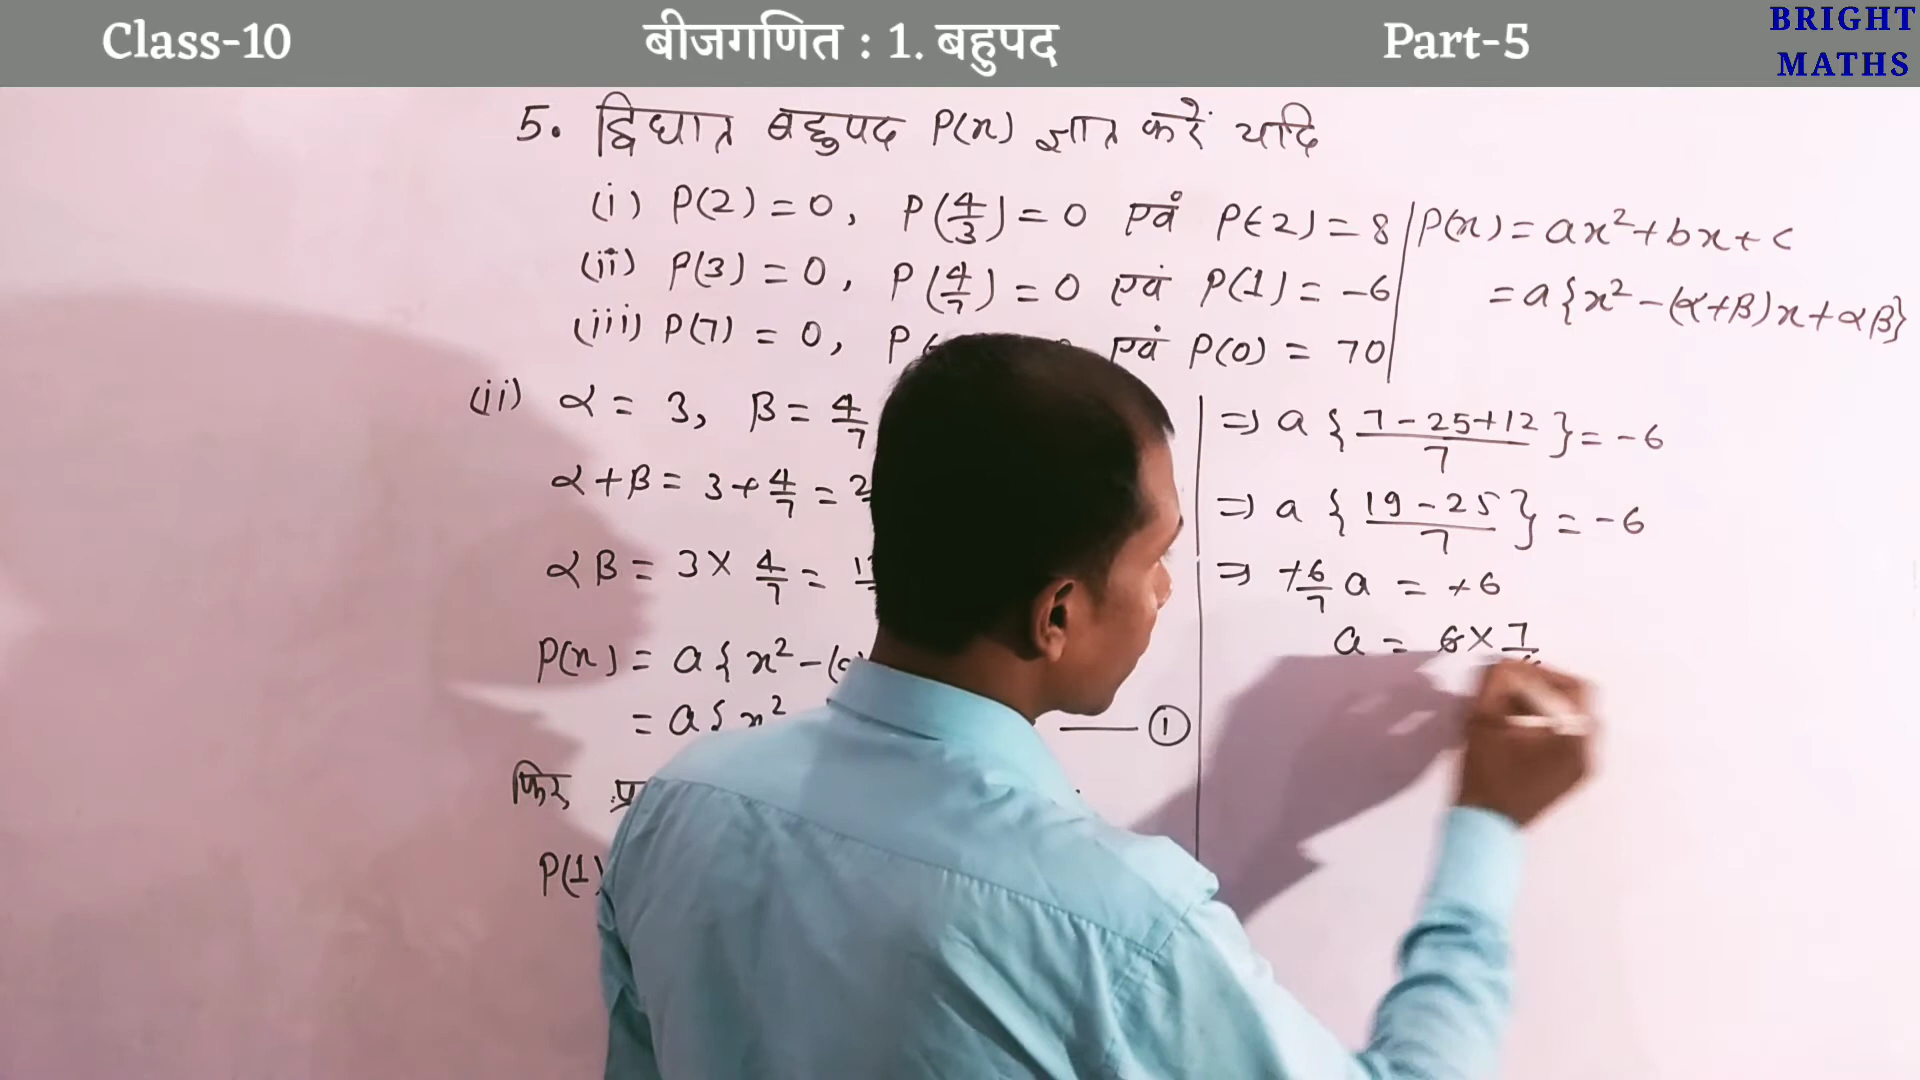 Class-10 बीजगणित : 1. बहुपद Part-5 BRIGHT MATHS
5. द्विघात बहुपद P(x) ज्ञात करें यदि
(i) P(2) = 0, P(4/3) = 0 एवं P(-2) = 8
(ii) P(3) = 0, P(4/7) = 0 एवं P(1) = -6
(iii) P(7) = 0, P एवं P(0) = 70
P(x) = ax² + bx + c
= a{x² - (α+β)x + αβ}
(ii) α = 3, β = 4/7
α + β = 3 + 4/7 =
αβ = 3 × 4/7 =
P(x) = a{x² - (
= a{x² —— ①
फिर
P(1)
⇒ a{(7 - 25 + 12)/7} = -6
⇒ a{(19 - 25)/7} = -6
⇒ +6/7 a = +6
a = 6 × 7/